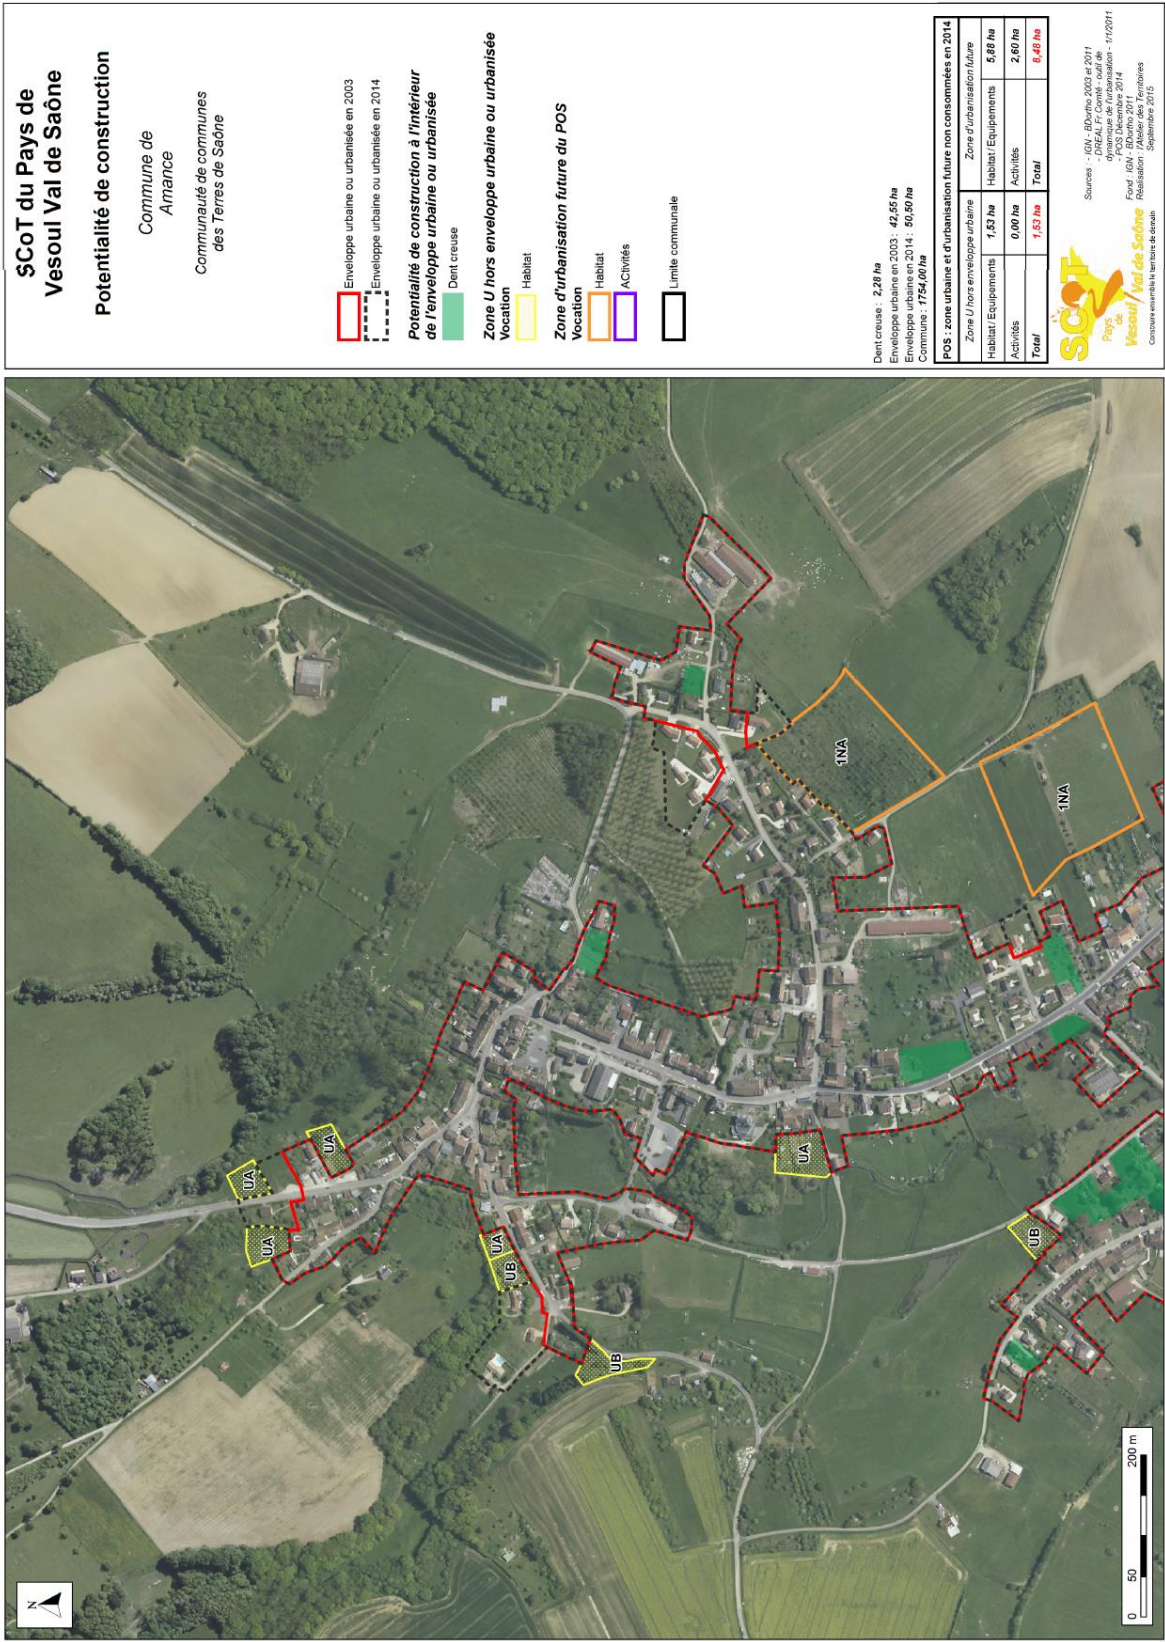 SCoT du Pays de
Vesoul Val de Saône
Potentialité de construction
Commune de
Amance
Communauté de communes
des Terres de Saône
Enveloppe urbaine ou urbanisée en 2003
Enveloppe urbaine ou urbanisée en 2014
Potentialité de construction à l'intérieur
de l'enveloppe urbaine ou urbanisée
Dent creuse
Zone U hors enveloppe urbaine ou urbanisée
Vocation
Habitat
Zone d'urbanisation future du POS
Vocation
Habitat
Activités
Limite communale
Dent creuse : 2,28 ha
Enveloppe urbaine en 2003 : 42,55 ha
Enveloppe urbaine en 2014 : 50,50 ha
Commune : 1754,00 ha
POS : zone urbaine et d'urbanisation future non consommées en 2014
Zone U hors enveloppe urbaine Zone d'urbanisation future
Habitat / Equipements 1,53 ha Habitat / Equipements 5,88 ha
Activités 0,00 ha Activités 2,60 ha
Total 1,53 ha Total 8,48 ha
SCOT
Pays
de
Vesoul / Val de Saône
Construire ensemble le territoire de demain
Sources : - IGN - BDortho 2003 et 2011
- DREAL Fr.Comté - outil de
dynamique de l'urbanisation - 1/1/2011
- POS Décembre 2014
Fond : IGN - BDortho 2011
Réalisation : l'Atelier des Territoires
Septembre 2015
N
UA
UA
UA
UA
UB
UB
UA
UB
1NA
1NA
0 50 200 m